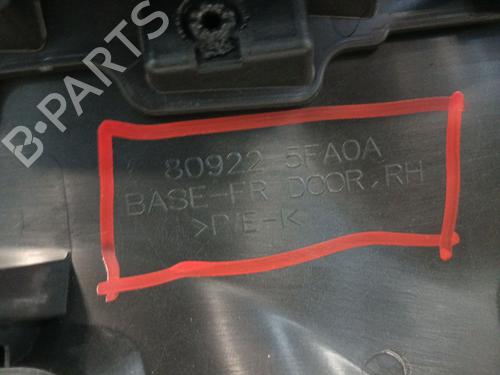 B-PARTS
80922 5FA0A
BASE-FR DOOR, RH
>P/E-K